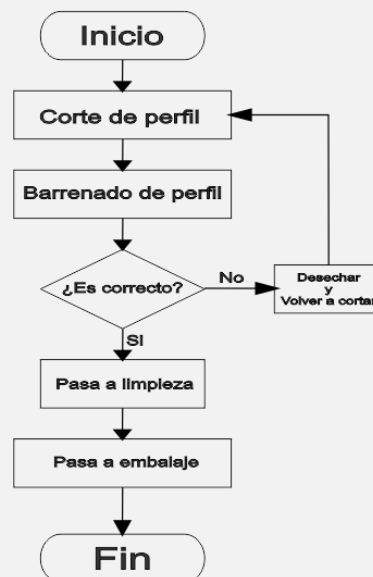 Inicio
Corte de perfil
Barrenado de perfil
¿Es correcto?
No
Desechar
y
Volver a cortar
Si
Pasa a limpieza
Pasa a embalaje
Fin